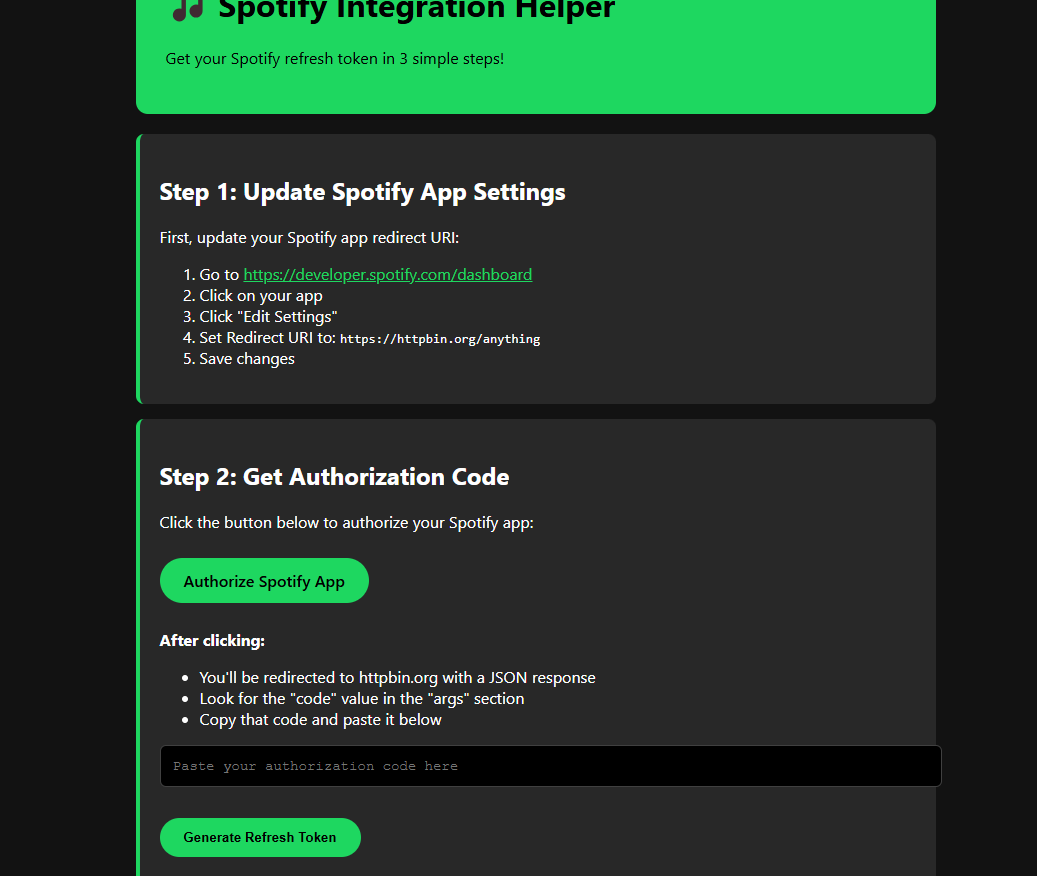 Spotify Integration Helper
Get your Spotify refresh token in 3 simple steps!
Step 1: Update Spotify App Settings
First, update your Spotify app redirect URI:
1. Go to https://developer.spotify.com/dashboard
2. Click on your app
3. Click "Edit Settings"
4. Set Redirect URI to: https://httpbin.org/anything
5. Save changes
Step 2: Get Authorization Code
Click the button below to authorize your Spotify app:
Authorize Spotify App
After clicking:
• You'll be redirected to httpbin.org with a JSON response
• Look for the "code" value in the "args" section
• Copy that code and paste it below
Paste your authorization code here
Generate Refresh Token